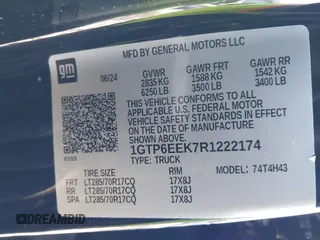 MFD BY GENERAL MOTORS LLC
gm
06/24 GVWR GAWR FRT GAWR RR
2835 KG 1588 KG 1542 KG
6250 LB 3500 LB 3400 LB
THIS VEHICLE CONFORMS TO ALL
APPLICABLE U.S. FEDERAL MOTOR
VEHICLE SAFETY STANDARDS IN EFFECT
ON THE DATE OF MANUFACTURE
SHOWN ABOVE.
1GTP6EEK7R1222174
TYPE: TRUCK MODEL: 74T4H43
TIRE SIZE RIM
FRT LT285/70R17CQ 17X8J
RR LT285/70R17CQ 17X8J
SPA LT285/70R17CQ 17X8J
DREAMBID